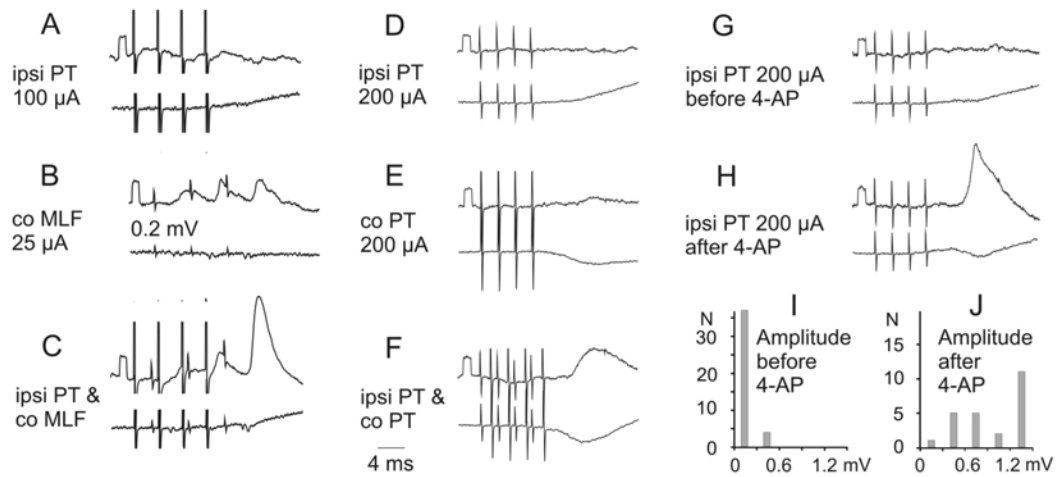 A
ipsi PT
100 µA
B
co MLF
25 µA
0.2 mV
C
ipsi PT &
co MLF
D
ipsi PT
200 µA
E
co PT
200 µA
F
ipsi PT &
co PT
4 ms
G
ipsi PT 200 µA
before 4-AP
H
ipsi PT 200 µA
after 4-AP
I
N
Amplitude
before
4-AP
30
20
10
0
0 0.6 1.2 mV
J
N
Amplitude
after
4-AP
15
10
5
0
0 0.6 1.2 mV